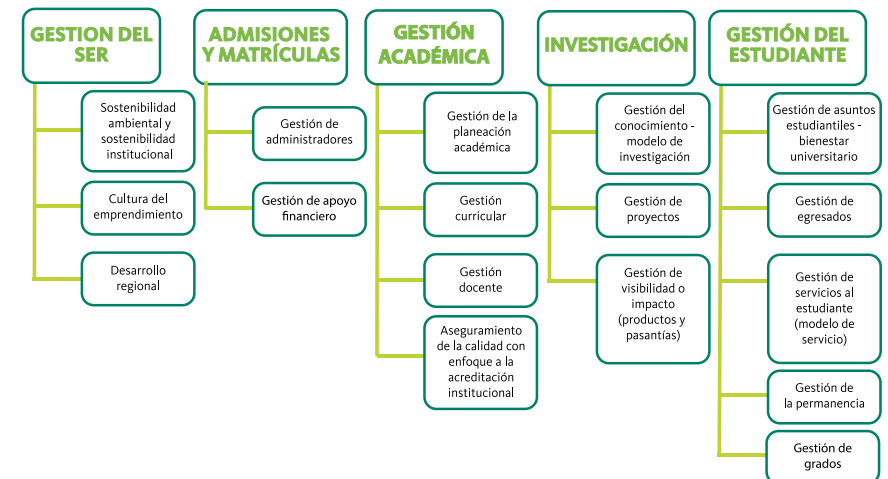 GESTION DEL
SER
Sostenibilidad
ambiental y
sostenibilidad
institucional
Cultura del
emprendimiento
Desarrollo
regional
ADMISIONES
Y MATRÍCULAS
Gestión de
administradores
Gestión de apoyo
financiero
GESTIÓN
ACADÉMICA
Gestión de la
planeación
académica
Gestión
curricular
Gestión
docente
Aseguramiento
de la calidad con
enfoque a la
acreditación
institucional
INVESTIGACIÓN
Gestión del
conocimiento -
modelo de
investigación
Gestión de
proyectos
Gestión de
visibilidad o
impacto
(productos y
pasantías)
GESTIÓN DEL
ESTUDIANTE
Gestión de asuntos
estudiantiles -
bienestar
universitario
Gestión de
egresados
Gestión de
servicios al
estudiante
(modelo de
servicio)
Gestión de
la permanencia
Gestión de
grados